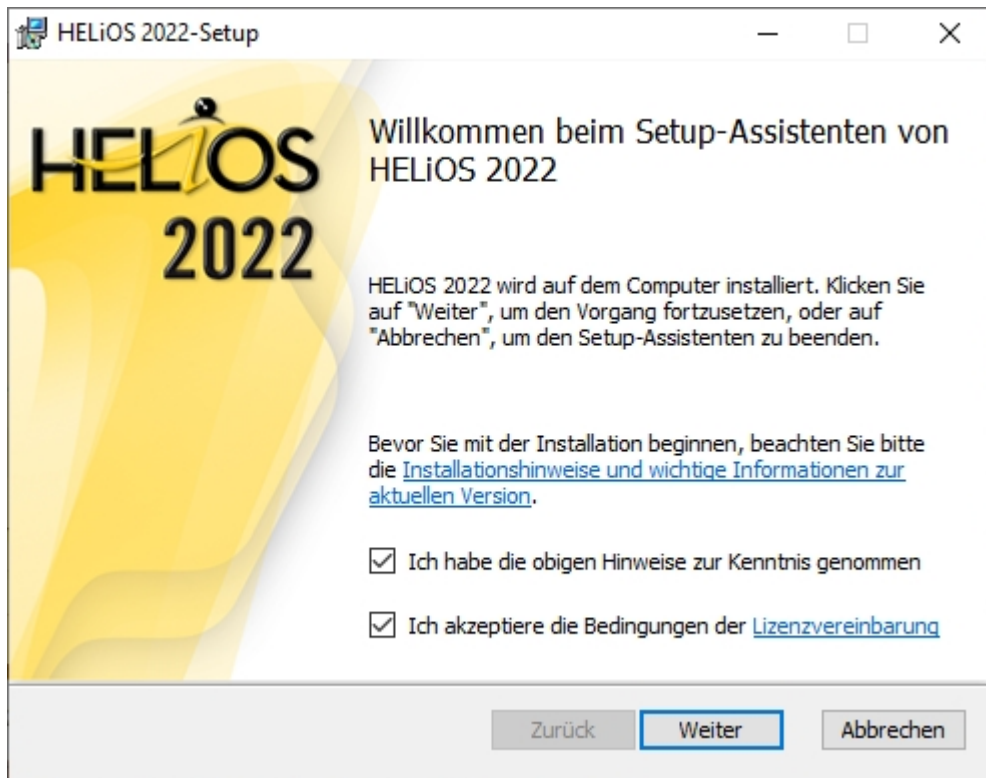 HELiOS 2022-Setup
HELiOS
2022
Willkommen beim Setup-Assistenten von
HELiOS 2022
HELiOS 2022 wird auf dem Computer installiert. Klicken Sie
auf "Weiter", um den Vorgang fortzusetzen, oder auf
"Abbrechen", um den Setup-Assistenten zu beenden.
Bevor Sie mit der Installation beginnen, beachten Sie bitte
die Installationshinweise und wichtige Informationen zur
aktuellen Version.
Ich habe die obigen Hinweise zur Kenntnis genommen
Ich akzeptiere die Bedingungen der Lizenzvereinbarung
Zurück Weiter Abbrechen